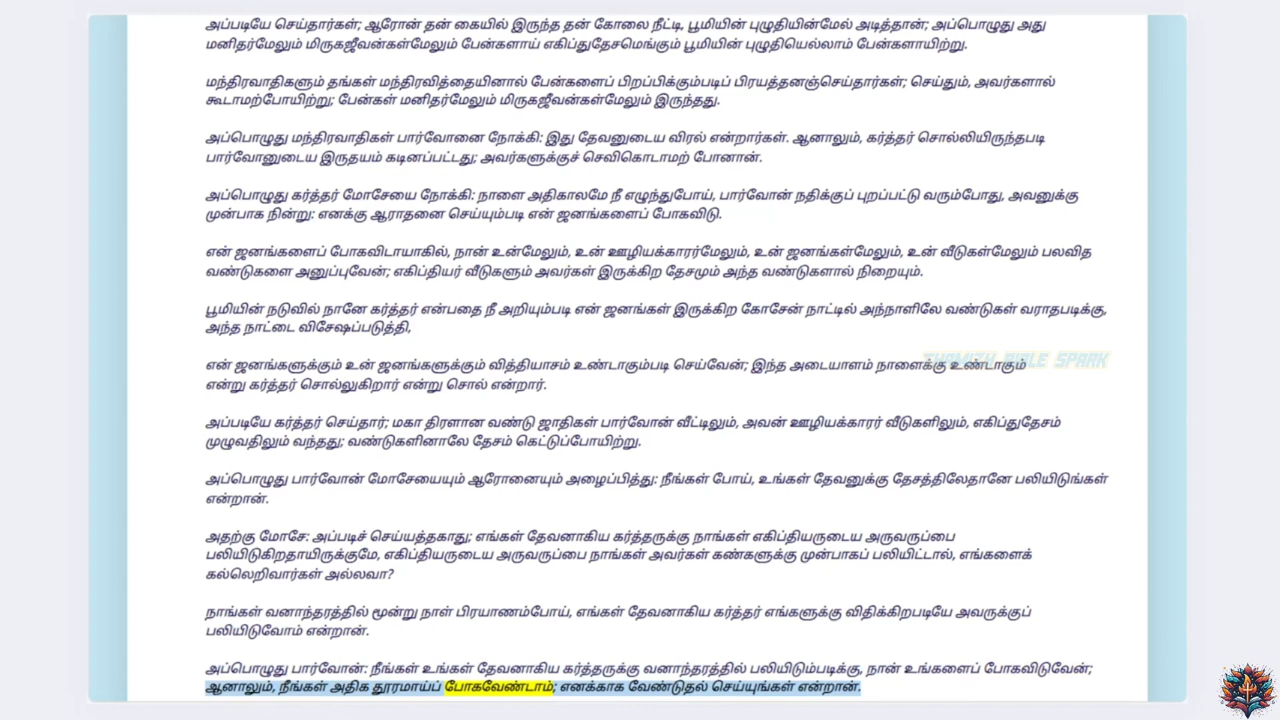 அப்படியே செய்தார்கள்; ஆரோன் தன் கையில் இருந்த தன் கோலை நீட்டி, பூமியின் புழுதியின்மேல் அடித்தான்; அப்பொழுது அது
மனிதர்மேலும் மிருகஜீவன்கள்மேலும் பேன்களாய் எகிப்துதேசமெங்கும் பூமியின் புழுதியெல்லாம் பேன்களாயிற்று.
மந்திரவாதிகளும் தங்கள் மந்திரவித்தையினால் பேன்களைப் பிறப்பிக்கும்படிப் பிரயத்தனஞ்செய்தார்கள்; செய்தும், அவர்களால்
கூடாமற்போயிற்று; பேன்கள் மனிதர்மேலும் மிருகஜீவன்கள்மேலும் இருந்தது.
அப்பொழுது மந்திரவாதிகள் பார்வோனை நோக்கி: இது தேவனுடைய விரல் என்றார்கள். ஆனாலும், கர்த்தர் சொல்லியிருந்தபடி
பார்வோனுடைய இருதயம் கடினப்பட்டது; அவர்களுக்குச் செவிகொடாமற் போனான்.
அப்பொழுது கர்த்தர் மோசேயை நோக்கி: நாளை அதிகாலமே நீ எழுந்துபோய், பார்வோன் நதிக்குப் புறப்பட்டு வரும்போது, அவனுக்கு
முன்பாக நின்று: எனக்கு ஆராதனை செய்யும்படி என் ஜனங்களைப் போகவிடு.
என் ஜனங்களைப் போகவிடாயாகில், நான் உன்மேலும், உன் ஊழியக்காரர்மேலும், உன் ஜனங்கள்மேலும், உன் வீடுகள்மேலும் பலவித
வண்டுகளை அனுப்புவேன்; எகிப்தியர் வீடுகளும் அவர்கள் இருக்கிற தேசமும் அந்த வண்டுகளால் நிறையும்.
பூமியின் நடுவில் நானே கர்த்தர் என்பதை நீ அறியும்படி என் ஜனங்கள் இருக்கிற கோசேன் நாட்டில் அந்நாளிலே வண்டுகள் வராதபடிக்கு,
அந்த நாட்டை விசேஷப்படுத்தி,
என் ஜனங்களுக்கும் உன் ஜனங்களுக்கும் வித்தியாசம் உண்டாகும்படி செய்வேன்; இந்த அடையாளம் நாளைக்கு உண்டாகும்
THAMIZH BIBLE SPARK
என்று கர்த்தர் சொல்லுகிறார் என்று சொல் என்றார்.
அப்படியே கர்த்தர் செய்தார்; மகா திரளான வண்டு ஜாதிகள் பார்வோன் வீட்டிலும், அவன் ஊழியக்காரர் வீடுகளிலும், எகிப்துதேசம்
முழுவதிலும் வந்தது; வண்டுகளினாலே தேசம் கெட்டுப்போயிற்று.
அப்பொழுது பார்வோன் மோசேயையும் ஆரோனையும் அழைப்பித்து: நீங்கள் போய், உங்கள் தேவனுக்கு தேசத்திலேதானே பலியிடுங்கள்
என்றான்.
அதற்கு மோசே: அப்படிச் செய்யத்தகாது; எங்கள் தேவனாகிய கர்த்தருக்கு நாங்கள் எகிப்தியருடைய அருவருப்பை
பலியிடுகிறதாயிருக்குமே, எகிப்தியருடைய அருவருப்பை நாங்கள் அவர்கள் கண்களுக்கு முன்பாகப் பலியிட்டால், எங்களைக்
கல்லெறிவார்கள் அல்லவா?
நாங்கள் வனாந்தரத்தில் மூன்று நாள் பிரயாணம்போய், எங்கள் தேவனாகிய கர்த்தர் எங்களுக்கு விதிக்கிறபடியே அவருக்குப்
பலியிடுவோம் என்றான்.
அப்பொழுது பார்வோன்: நீங்கள் உங்கள் தேவனாகிய கர்த்தருக்கு வனாந்தரத்தில் பலியிடும்படிக்கு, நான் உங்களைப் போகவிடுவேன்;
ஆனாலும், நீங்கள் அதிக தூரமாய்ப் போகவேண்டாம்; எனக்காக வேண்டுதல் செய்யுங்கள் என்றான்.